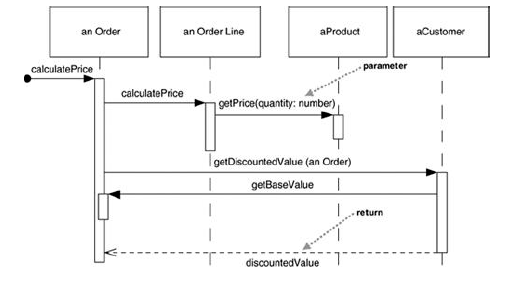 an Order
an Order Line
aProduct
aCustomer
calculatePrice
parameter
calculatePrice
getPrice(quantity: number)
getDiscountedValue (an Order)
getBaseValue
return
discountedValue